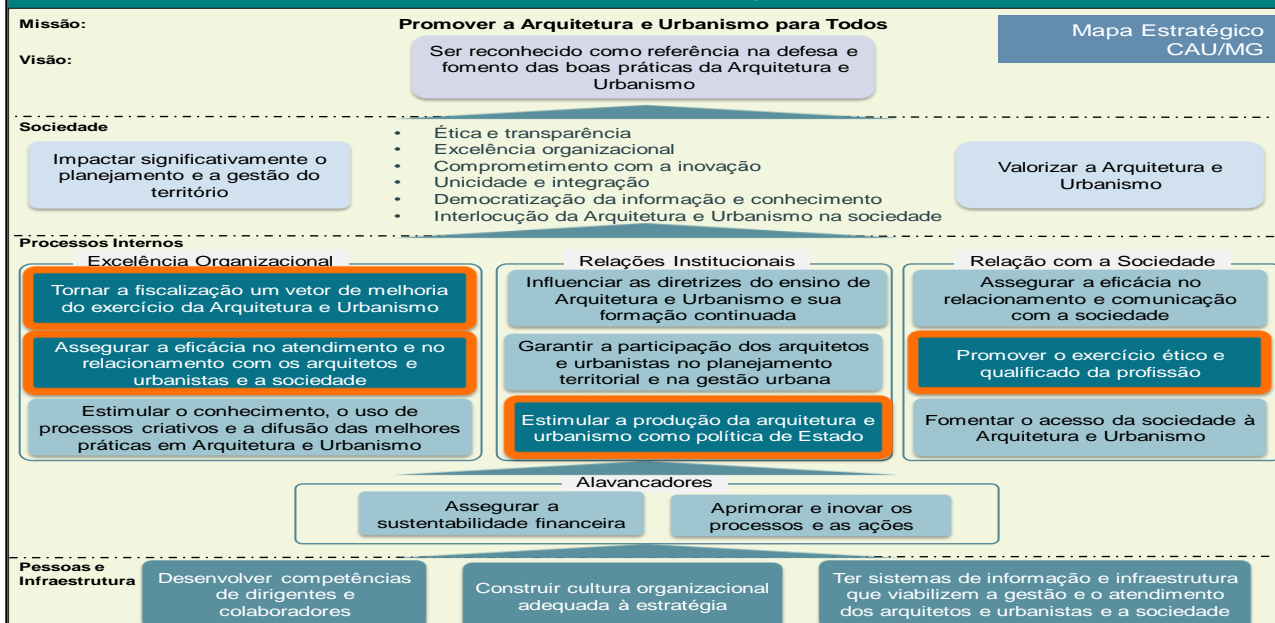 Missão:
Promover a Arquitetura e Urbanismo para Todos
Mapa Estratégico
CAU/MG
Visão:
Ser reconhecido como referência na defesa e
fomento das boas práticas da Arquitetura e
Urbanismo
Sociedade
Impactar significativamente o
planejamento e a gestão do
território
• Ética e transparência
• Excelência organizacional
• Comprometimento com a inovação
• Unicidade e integração
• Democratização da informação e conhecimento
• Interlocução da Arquitetura e Urbanismo na sociedade
Valorizar a Arquitetura e
Urbanismo
Processos Internos
Excelência Organizacional
Tornar a fiscalização um vetor de melhoria
do exercício da Arquitetura e Urbanismo
Assegurar a eficácia no atendimento e no
relacionamento com os arquitetos e
urbanistas e a sociedade
Estimular o conhecimento, o uso de
processos criativos e a difusão das melhores
práticas em Arquitetura e Urbanismo
Relações Institucionais
Influenciar as diretrizes do ensino de
Arquitetura e Urbanismo e sua
formação continuada
Garantir a participação dos arquitetos
e urbanistas no planejamento
territorial e na gestão urbana
Estimular a produção da arquitetura e
urbanismo como política de Estado
Relação com a Sociedade
Assegurar a eficácia no
relacionamento e comunicação
com a sociedade
Promover o exercício ético e
qualificado da profissão
Fomentar o acesso da sociedade à
Arquitetura e Urbanismo
Alavancadores
Assegurar a
sustentabilidade financeira
Aprimorar e inovar os
processos e as ações
Pessoas e
Infraestrutura
Desenvolver competências
de dirigentes e
colaboradores
Construir cultura organizacional
adequada à estratégia
Ter sistemas de informação e infraestrutura
que viabilizem a gestão e o atendimento
dos arquitetos e urbanistas e a sociedade